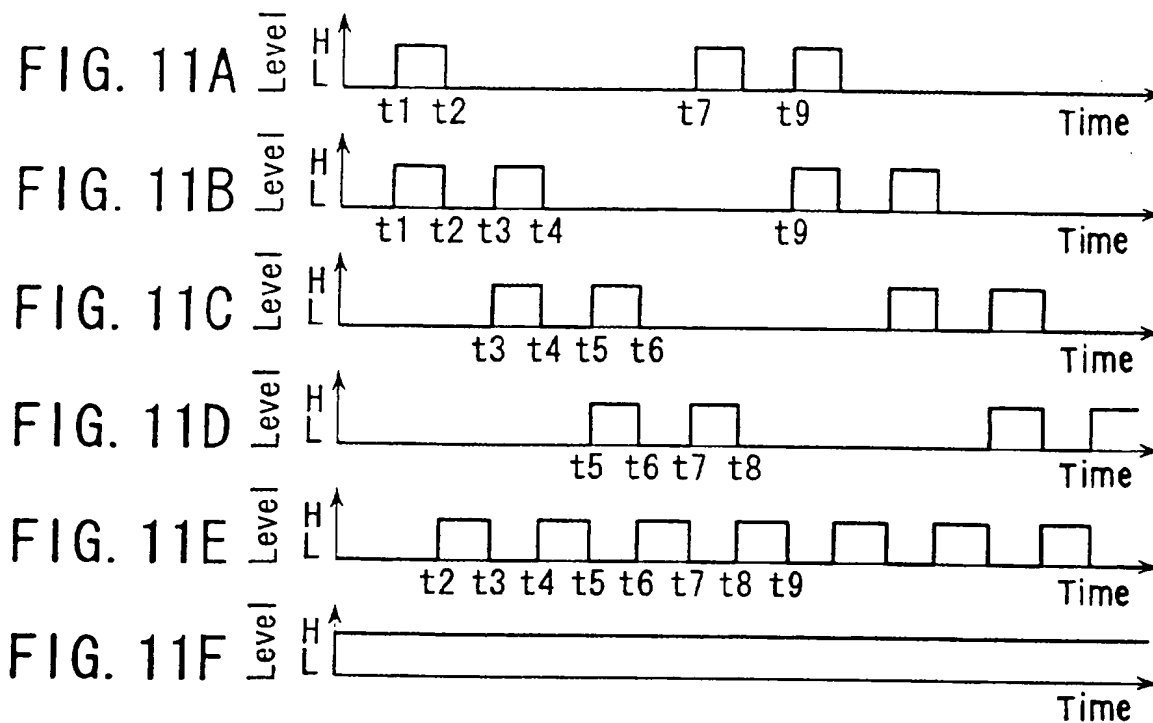 FIG. 11A Level H L
t1 t2 t7 t9 Time
FIG. 11B Level H L
t1 t2 t3 t4 t9 Time
FIG. 11C Level H L
t3 t4 t5 t6 Time
FIG. 11D Level H L
t5 t6 t7 t8 Time
FIG. 11E Level H L
t2 t3 t4 t5 t6 t7 t8 t9 Time
FIG. 11F Level H L
Time